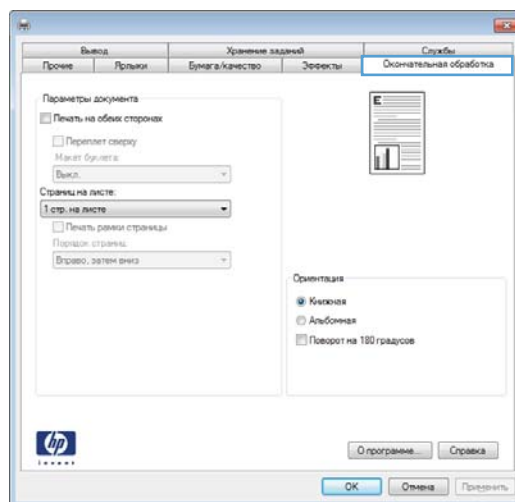 Вывод Хранение заданий Службы
Прочие Ярлыки Бумага/качество Эффекты Окончательная обработка
Параметры документа
Печать на обеих сторонах
Переплет сверху
Макет буклета:
Выкл.
Страниц на листе:
1 стр. на листе
Печать рамки страницы
Порядок страниц:
Вправо, затем вниз
E
Ориентация
Книжная
Альбомная
Поворот на 180 градусов
hp
invent
О программе... Справка
OK Отмена Применить